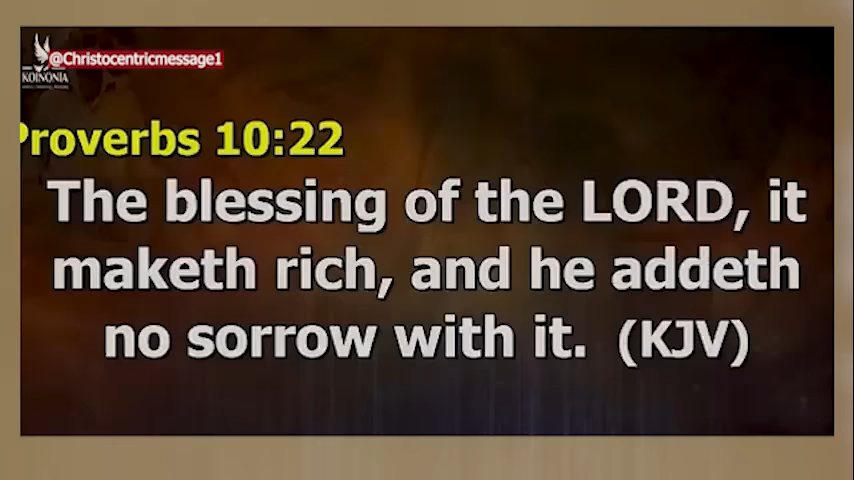 @Christocentricmessage1
KOINONIA
Proverbs 10:22
The blessing of the LORD, it
maketh rich, and he addeth
no sorrow with it. (KJV)